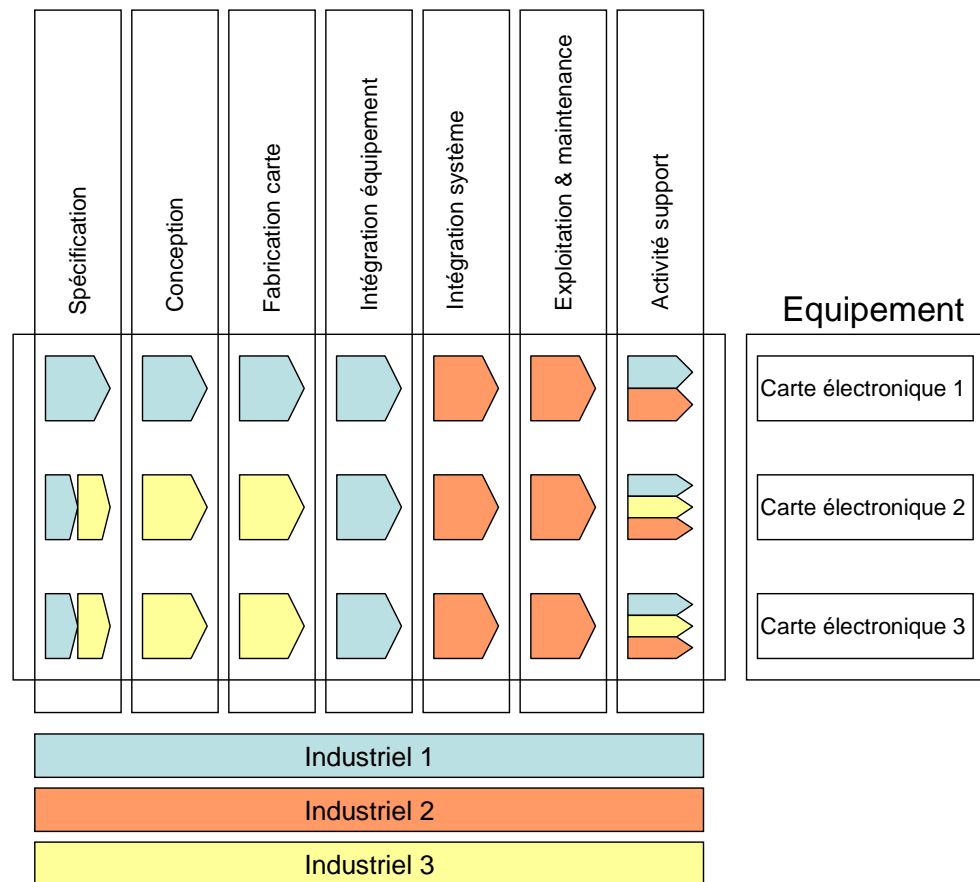 Spécification
Conception
Fabrication carte
Intégration équipement
Intégration système
Exploitation & maintenance
Activité support
Equipement
Carte électronique 1
Carte électronique 2
Carte électronique 3
Industriel 1
Industriel 2
Industriel 3